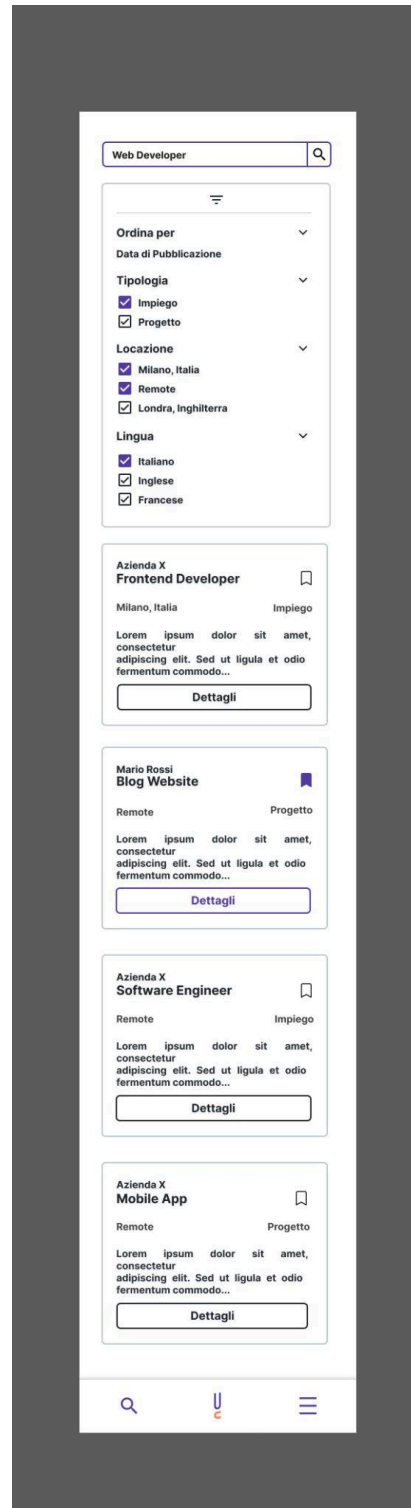 Web Developer
Ordina per
Data di Pubblicazione
Tipologia
Impiego
Progetto
Locazione
Milano, Italia
Remote
Londra, Inghilterra
Lingua
Italiano
Inglese
Francese
Azienda X
Frontend Developer
Milano, Italia Impiego
Lorem ipsum dolor sit amet,
consectetur
adipiscing elit. Sed ut ligula et odio
fermentum commodo...
Dettagli
Mario Rossi
Blog Website
Remote Progetto
Lorem ipsum dolor sit amet,
consectetur
adipiscing elit. Sed ut ligula et odio
fermentum commodo...
Dettagli
Azienda X
Software Engineer
Remote Impiego
Lorem ipsum dolor sit amet,
consectetur
adipiscing elit. Sed ut ligula et odio
fermentum commodo...
Dettagli
Azienda X
Mobile App
Remote Progetto
Lorem ipsum dolor sit amet,
consectetur
adipiscing elit. Sed ut ligula et odio
fermentum commodo...
Dettagli